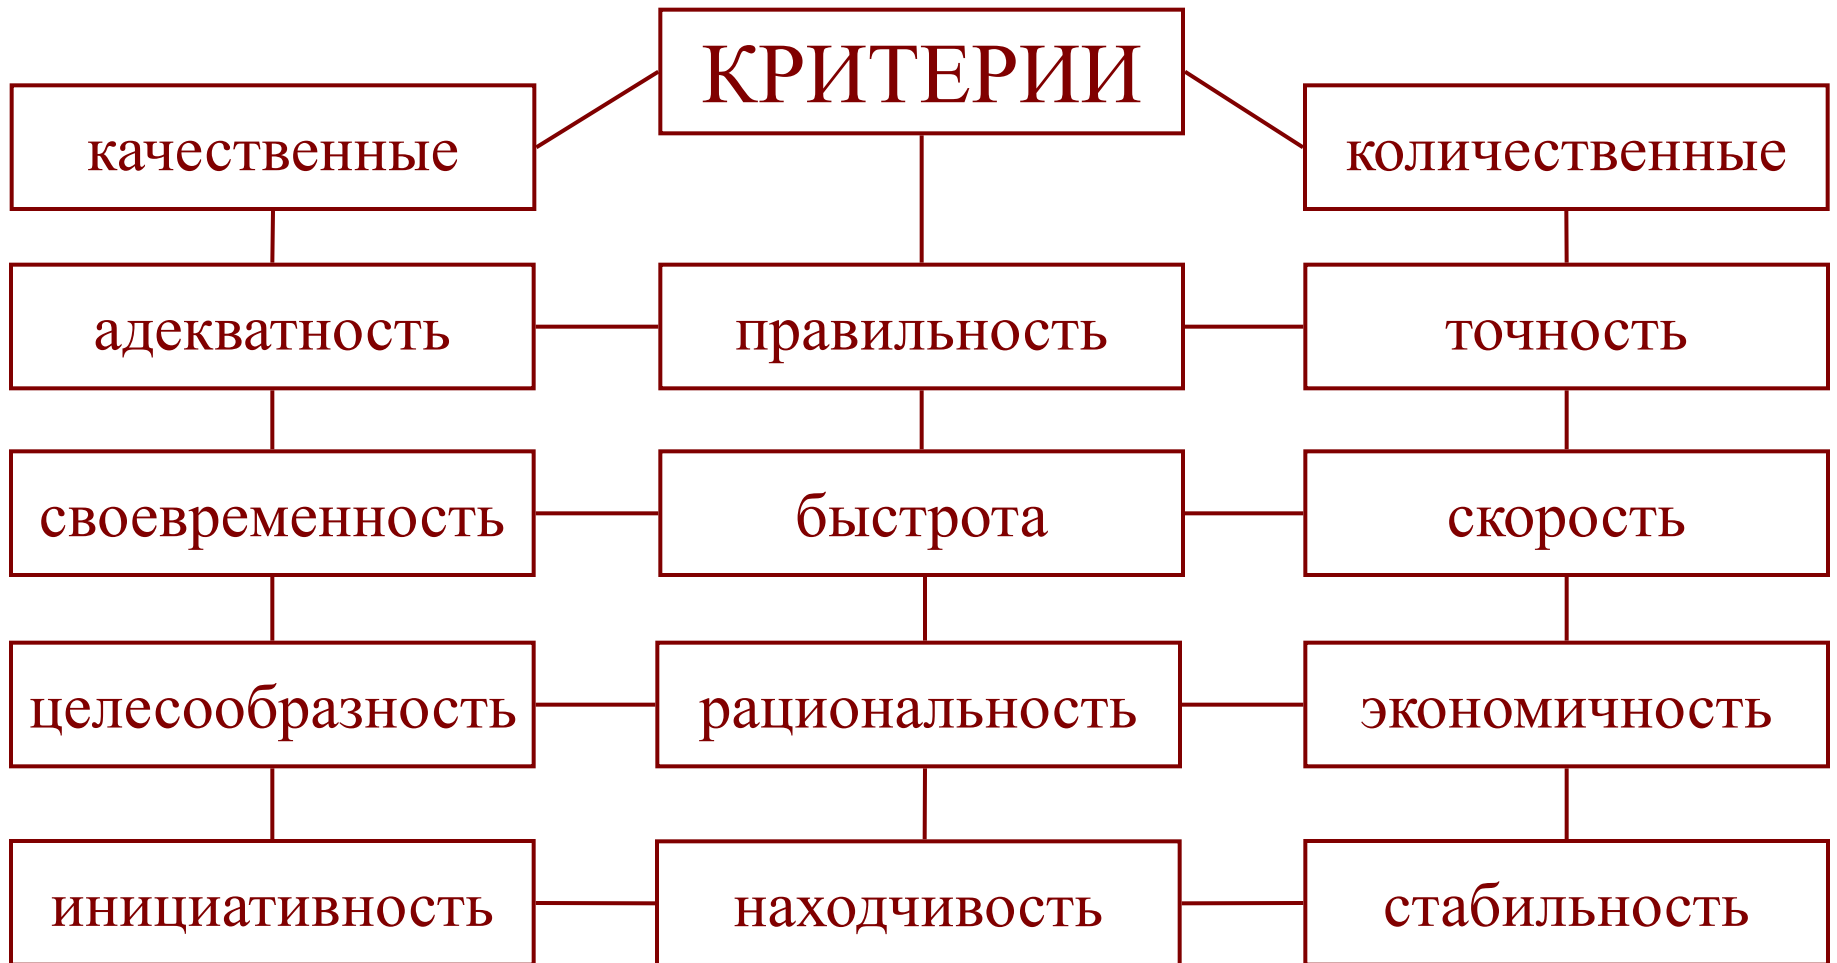 КРИТЕРИИ
качественные
количественные
адекватность
правильность
точность
своевременность
быстрота
скорость
целесообразность
рациональность
экономичность
инициативность
находчивость
стабильность